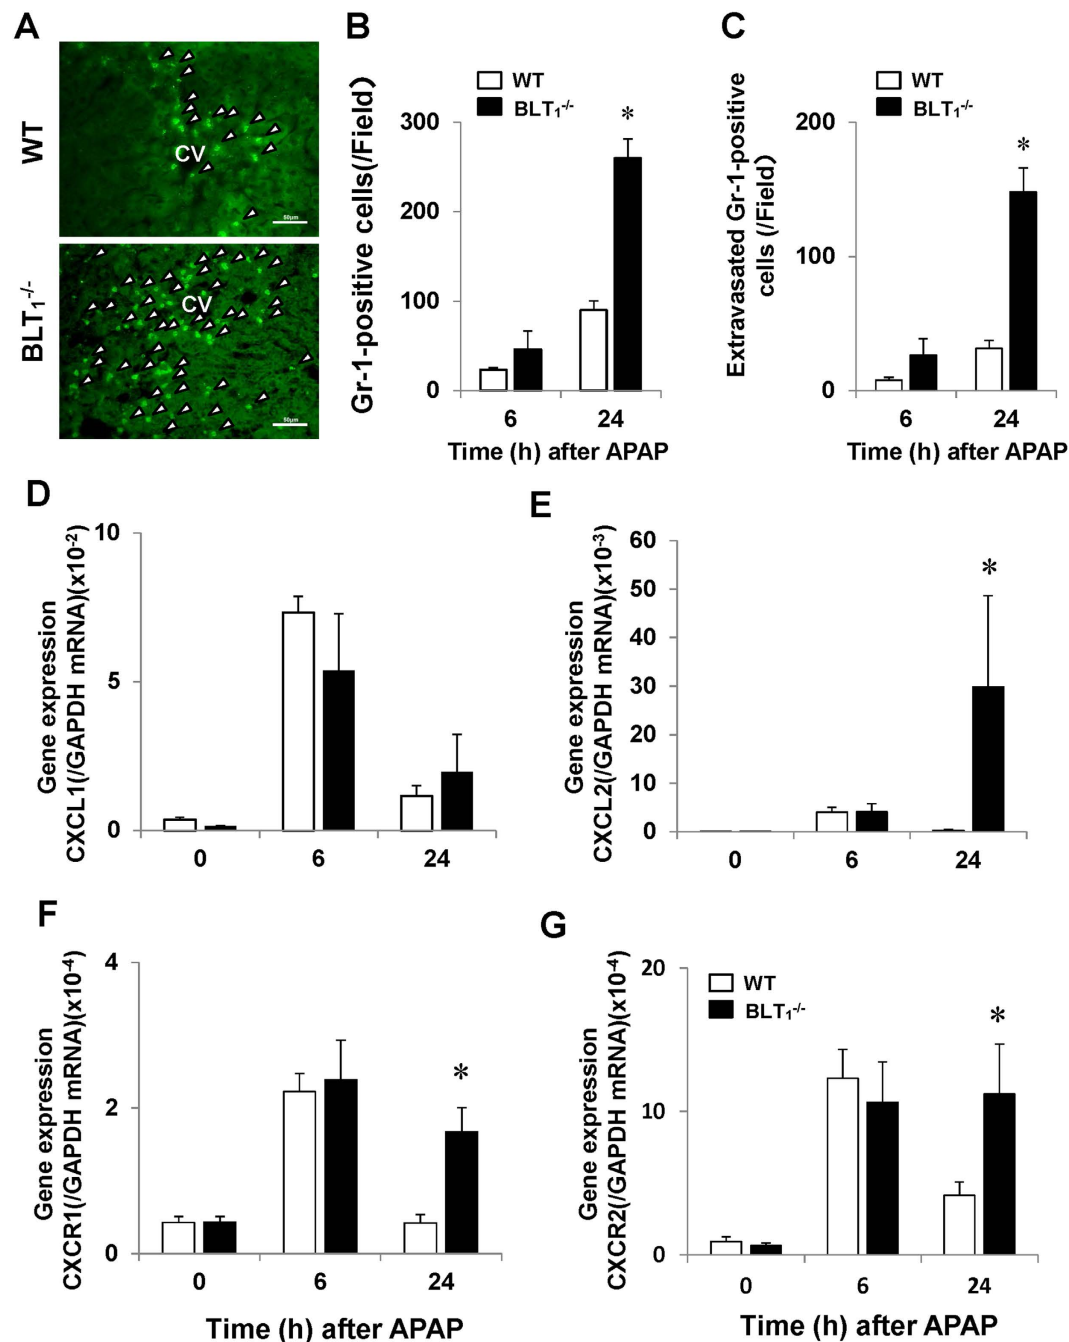 A
WT
CV
50µm
BLT1-/-
CV
50µm
B
WT
BLT1-/-
Gr-1-positive cells(/Field)
300
200
100
0
*
6
24
Time (h) after APAP
C
WT
BLT1-/-
Extravasated Gr-1-positive
cells (/Field)
200
100
0
*
6
24
Time (h) after APAP
D
Gene expression
CXCL1(/GAPDH mRNA)(x10-2)
10
5
0
0
6
24
E
Gene expression
CXCL2(/GAPDH mRNA)(x10-3)
60
50
40
30
20
10
0
*
0
6
24
F
Gene expression
CXCR1(/GAPDH mRNA)(x10-4)
4
2
0
*
0
6
24
Time (h) after APAP
G
Gene expression
CXCR2(/GAPDH mRNA)(x10-4)
20
10
0
WT
BLT1-/-
*
0
6
24
Time (h) after APAP